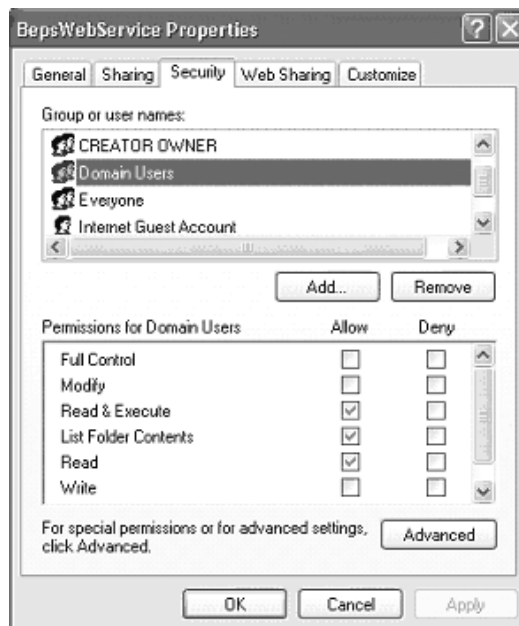 BepsWebService Properties
General Sharing Security Web Sharing Customize
Group or user names:
CREATOR OWNER
Domain Users
Everyone
Internet Guest Account
Add... Remove
Permissions for Domain Users Allow Deny
Full Control
Modify
Read & Execute
List Folder Contents
Read
Write
For special permissions or for advanced settings,
click Advanced.
Advanced
OK Cancel Apply